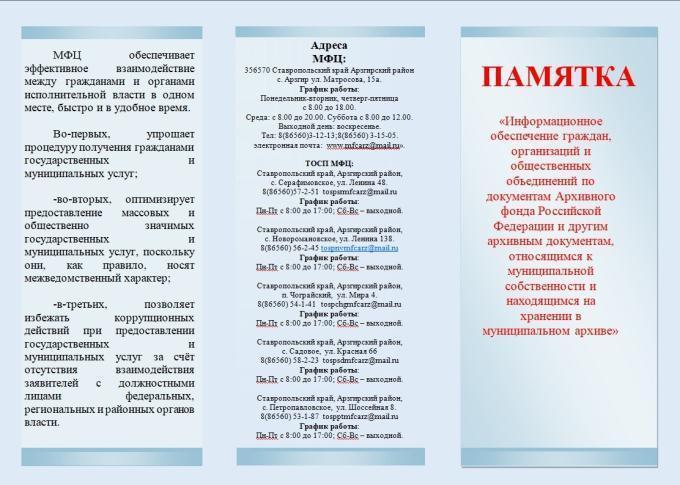 МФЦ обеспечивает
эффективное взаимодействие
между гражданами и органами
исполнительной власти в одном
месте, быстро и в удобное время.
Во-первых, упрощает
процедуру получения гражданами
государственных и
муниципальных услуг;
-во-вторых, оптимизирует
предоставление массовых и
общественно значимых
государственных и
муниципальных услуг, поскольку
они, как правило, носят
межведомственный характер;
-в-третьих, позволяет
избежать коррупционных
действий при предоставлении
государственных и
муниципальных услуг за счёт
отсутствия взаимодействия
заявителей с должностными
лицами федеральных,
региональных и районных органов
власти.
Адреса
МФЦ:
356570 Ставропольский край Арзгирский район
с. Арзгир ул. Матросова, 15а.
График работы:
Понедельник-вторник, четверг-пятница
с 8.00 до 18.00.
Среда: с 8.00 до 20.00. Суббота с 8.00 до 12.00.
Выходной день: воскресенье.
Тел: 8(86560)3-12-13;8(86560) 3-15-05.
электронная почта: www.mfcarz@mail.ru».
ТОСП МФЦ:
Ставропольский край, Арзгирский район,
с. Серафимовское, ул. Ленина 48.
8(86560)57-2-51 tospsrmfcarz@mail.ru
График работы:
Пн-Пт с 8:00 до 17:00; Сб-Вс – выходной.
Ставропольский край, Арзгирский район,
с. Новоромановское, ул. Ленина 138.
8(86560) 56-2-45 tospnvmfcarz@mail.ru
График работы:
Пн-Пт с 8:00 до 17:00; Сб-Вс – выходной.
Ставропольский край, Арзгирский район,
п. Чограйский, ул. Мира 4.
8(86560) 54-1-41 tospchgmfcarz@mail.ru
График работы:
Пн-Пт с 8:00 до 17:00; Сб-Вс – выходной.
Ставропольский край, Арзгирский район,
с. Садовое, ул. Красная 66
8(86560) 58-2-23 tospsdmfcarz@mail.ru
График работы:
Пн-Пт с 8:00 до 17:00; Сб-Вс – выходной.
Ставропольский край, Арзгирский район,
с. Петропавловское, ул. Шоссейная 8.
8(86560) 53-1-87 tospptmfcarz@mail.ru
График работы:
Пн-Пт с 8:00 до 17:00; Сб-Вс – выходной.
ПАМЯТКА
«Информационное
обеспечение граждан,
организаций и
общественных
объединений по
документам Архивного
фонда Российской
Федерации и другим
архивным документам,
относящимся к
муниципальной
собственности и
находящимся на
хранении в
муниципальном архиве»